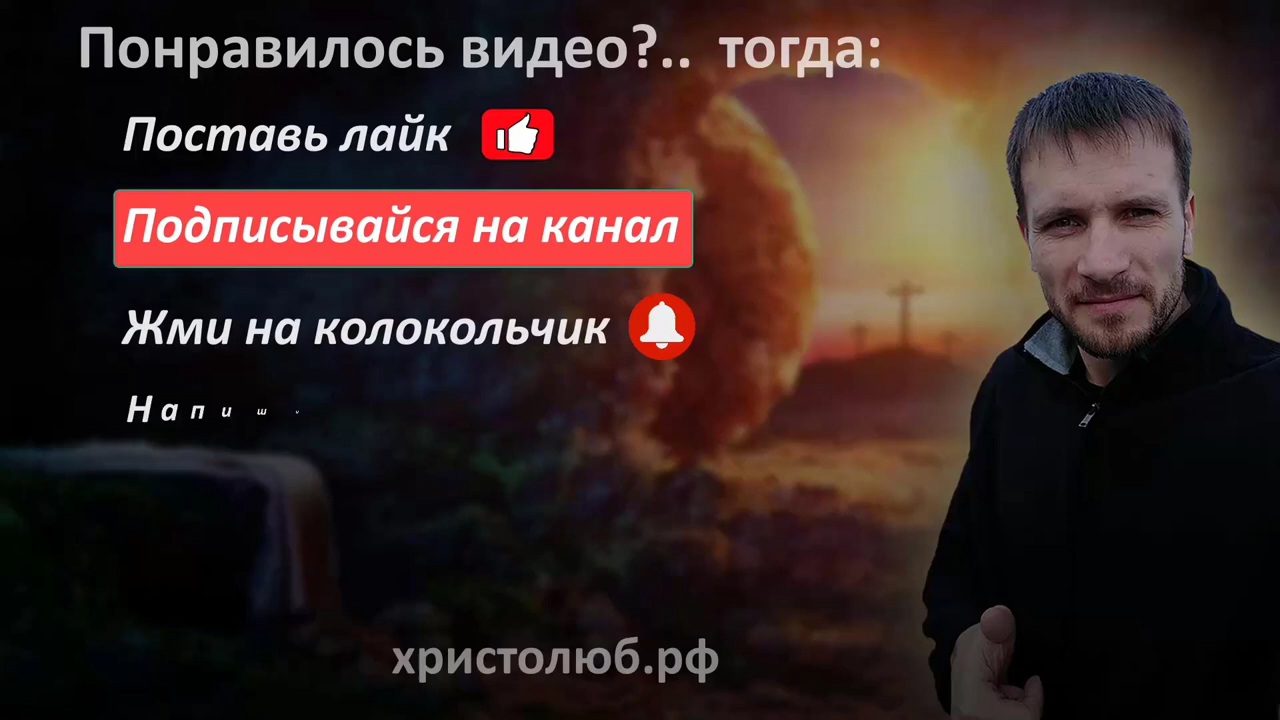 Понравилось видео?.. тогда:
Поставь лайк
Подписывайся на канал
Жми на колокольчик
христолюб.рф